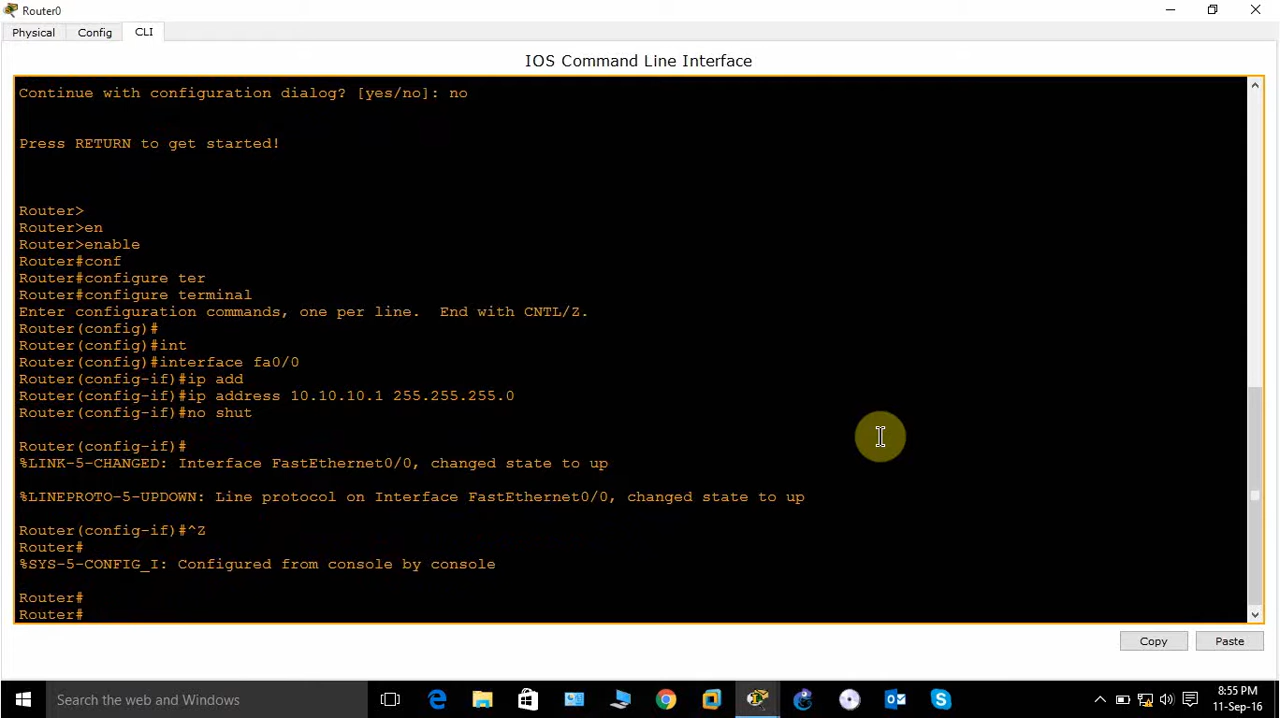 Router0
Physical Config CLI
IOS Command Line Interface
Continue with configuration dialog? [yes/no]: no
Press RETURN to get started!
Router>
Router>en
Router>enable
Router#conf
Router#configure ter
Router#configure terminal
Enter configuration commands, one per line.  End with CNTL/Z.
Router(config)#
Router(config)#int
Router(config)#interface fa0/0
Router(config-if)#ip add
Router(config-if)#ip address 10.10.10.1 255.255.255.0
Router(config-if)#no shut
Router(config-if)#
%LINK-5-CHANGED: Interface FastEthernet0/0, changed state to up
%LINEPROTO-5-UPDOWN: Line protocol on Interface FastEthernet0/0, changed state to up
Router(config-if)#^Z
Router#
%SYS-5-CONFIG_I: Configured from console by console
Router#
Router#
Copy Paste
Search the web and Windows
8:55 PM
11-Sep-16